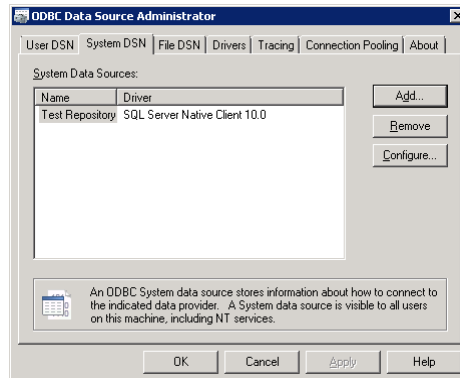 ODBC Data Source Administrator
User DSN System DSN File DSN Drivers Tracing Connection Pooling About
System Data Sources:
Name Driver
Test Repository SQL Server Native Client 10.0
Add...
Remove
Configure...
An ODBC System data source stores information about how to connect to
the indicated data provider. A System data source is visible to all users
on this machine, including NT services.
OK Cancel Apply Help